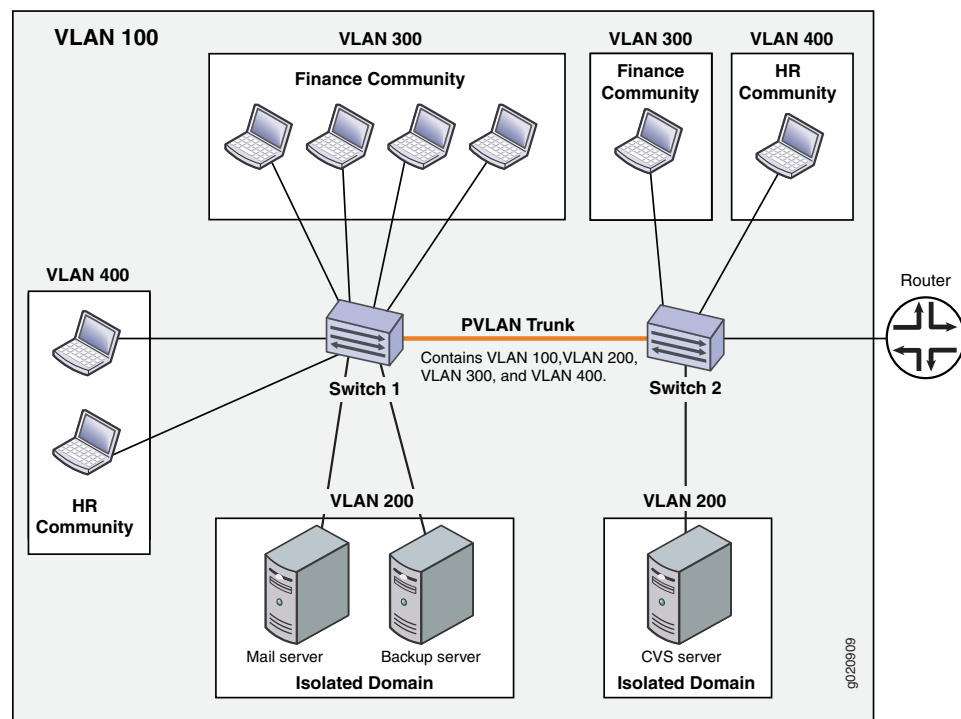 VLAN 100
VLAN 300
Finance Community
VLAN 300
Finance
Community
VLAN 400
HR
Community
VLAN 400
HR
Community
Switch 1
PVLAN Trunk
Contains VLAN 100,VLAN 200,
VLAN 300, and VLAN 400.
Switch 2
Router
VLAN 200
Mail server
Backup server
Isolated Domain
VLAN 200
CVS server
Isolated Domain
g020909